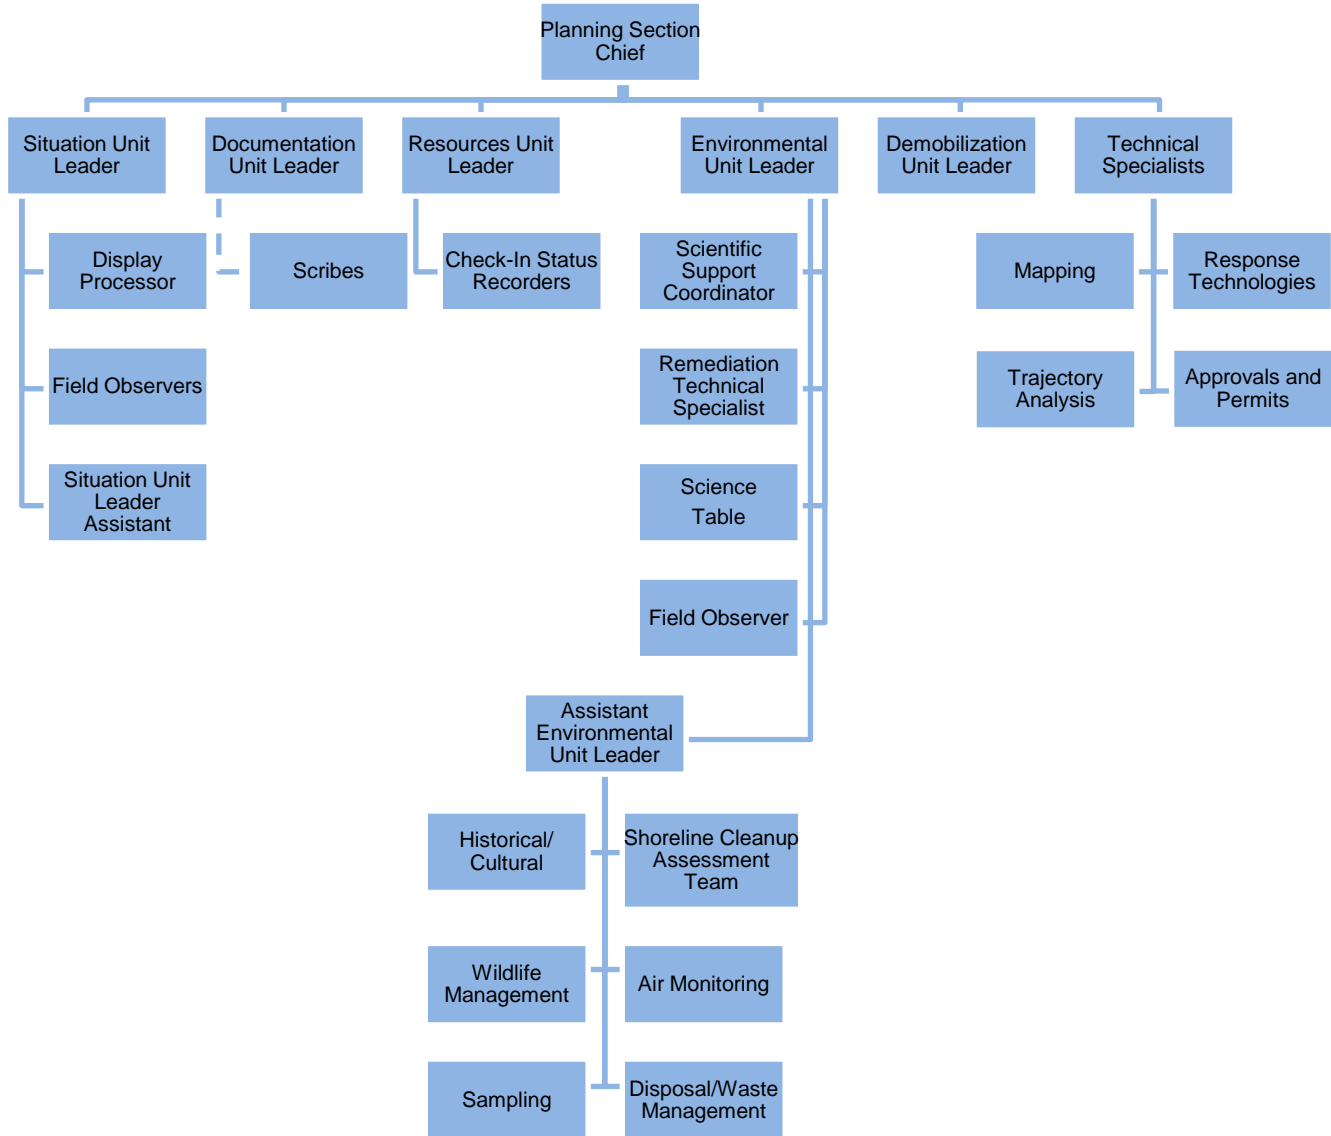 Planning Section
Chief
Situation Unit
Leader
Documentation
Unit Leader
Resources Unit
Leader
Environmental
Unit Leader
Demobilization
Unit Leader
Technical
Specialists
Display
Processor
Scribes
Check-In Status
Recorders
Scientific
Support
Coordinator
Mapping
Response
Technologies
Field Observers
Remediation
Technical
Specialist
Trajectory
Analysis
Approvals and
Permits
Situation Unit
Leader
Assistant
Science
Table
Field Observer
Assistant
Environmental
Unit Leader
Historical/
Cultural
Shoreline Cleanup
Assessment
Team
Wildlife
Management
Air Monitoring
Sampling
Disposal/Waste
Management